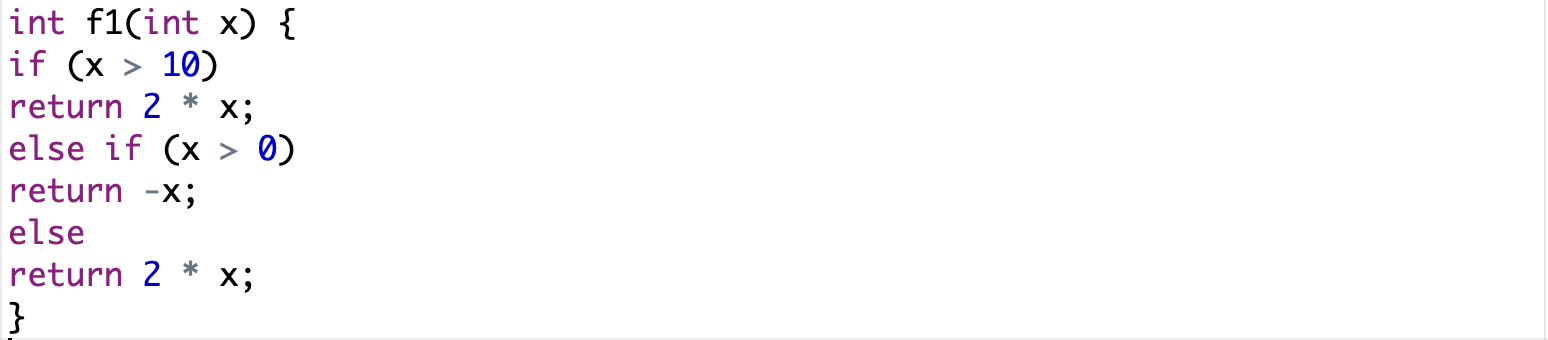 int f1(int x) {
if (x > 10)
return 2 * x;
else if (x > 0)
return -x;
else
return 2 * x;
}